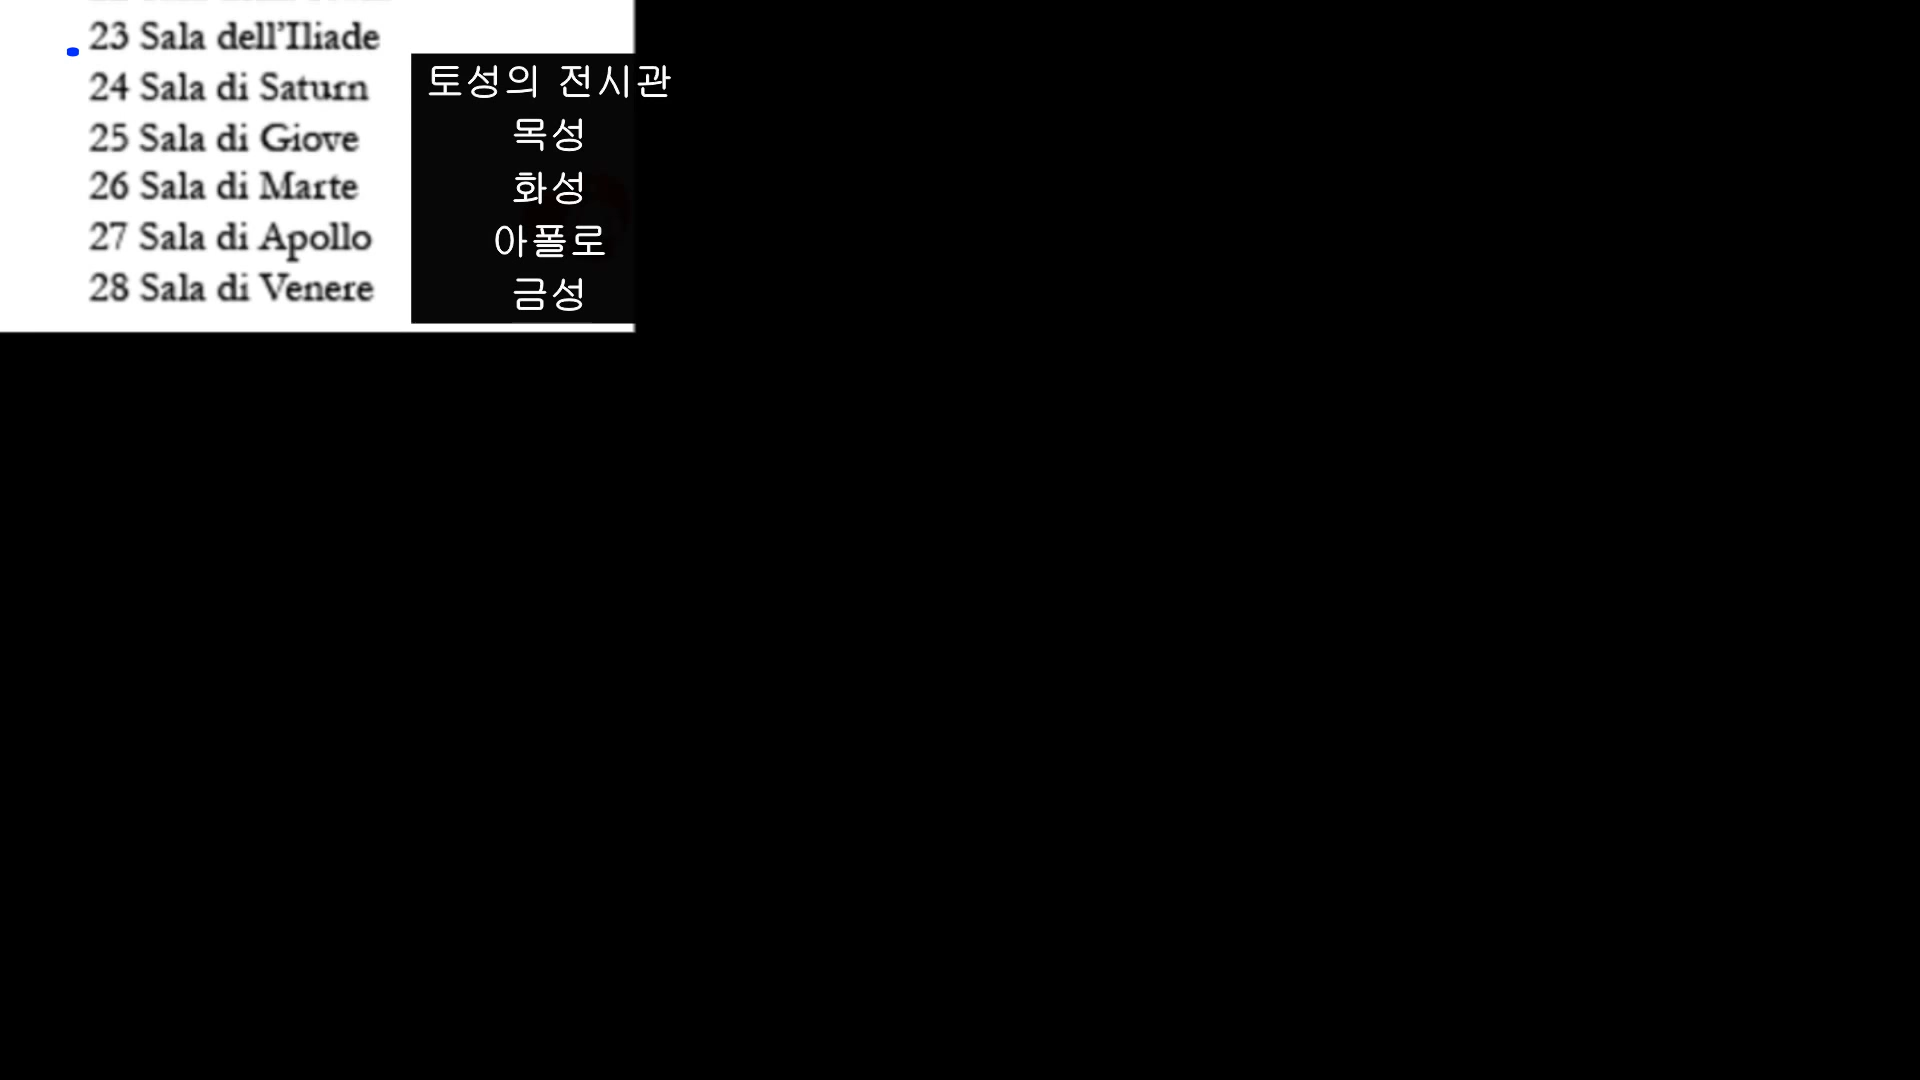 23 Sala dell'Iliade
24 Sala di Saturn
토성의 전시관
25 Sala di Giove
목성
26 Sala di Marte
화성
27 Sala di Apollo
아폴로
28 Sala di Venere
금성